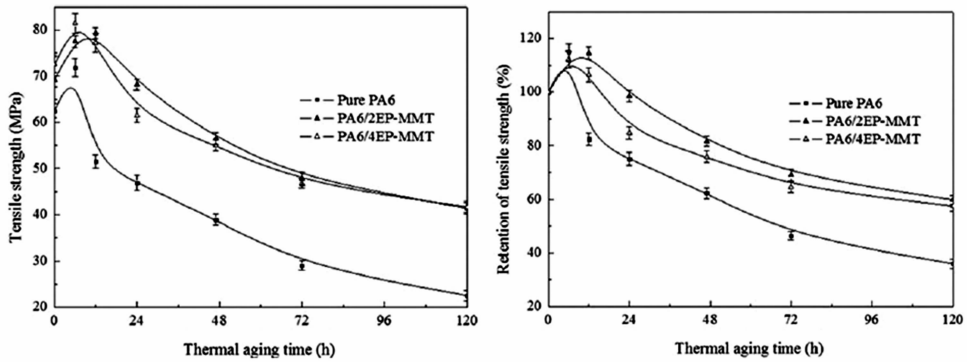 80
70
60
50
40
30
20
0
24
48
72
96
120
Tensile strength (MPa)
Thermal aging time (h)
Pure PA6
PA6/2EP-MMT
PA6/4EP-MMT
120
100
80
60
40
20
0
24
48
72
96
120
Retention of tensile strength (%)
Thermal aging time (h)
Pure PA6
PA6/2EP-MMT
PA6/4EP-MMT